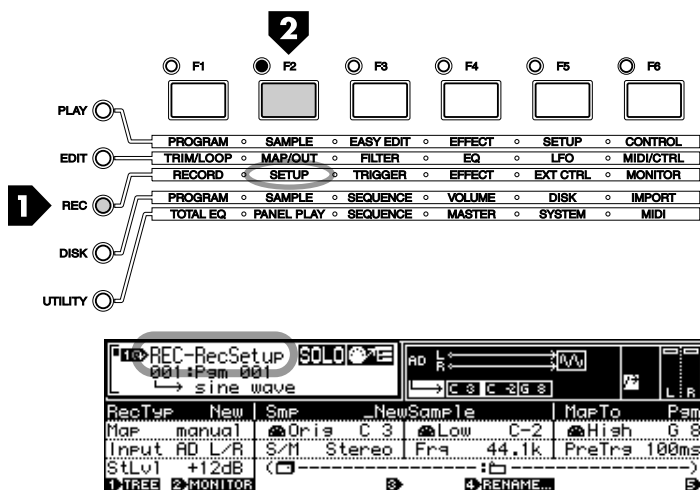 2
F1 F2 F3 F4 F5 F6
PLAY
PROGRAM SAMPLE EASY EDIT EFFECT SETUP CONTROL
EDIT
TRIM/LOOP MAP/OUT FILTER EQ LFO MIDI/CTRL
RECORD SETUP TRIGGER EFFECT EXT CTRL MONITOR
1 REC
PROGRAM SAMPLE SEQUENCE VOLUME DISK IMPORT
TOTAL EQ PANEL PLAY SEQUENCE MASTER SYSTEM MIDI
DISK
UTILITY
REC-RecSetup SOLO
001:Pgm 001
sine wave
AD L R
C 3 C -2 G 8
L R
RecType New Smp _NewSample MapTo Pgm
Map manual Orig C 3 Low C-2 High G 8
Input AD L/R S/M Stereo Frq 44.1k PreTrg 100ms
StLvl +12dB
1 TREE 2 MONITOR 3 4 RENAME... 5